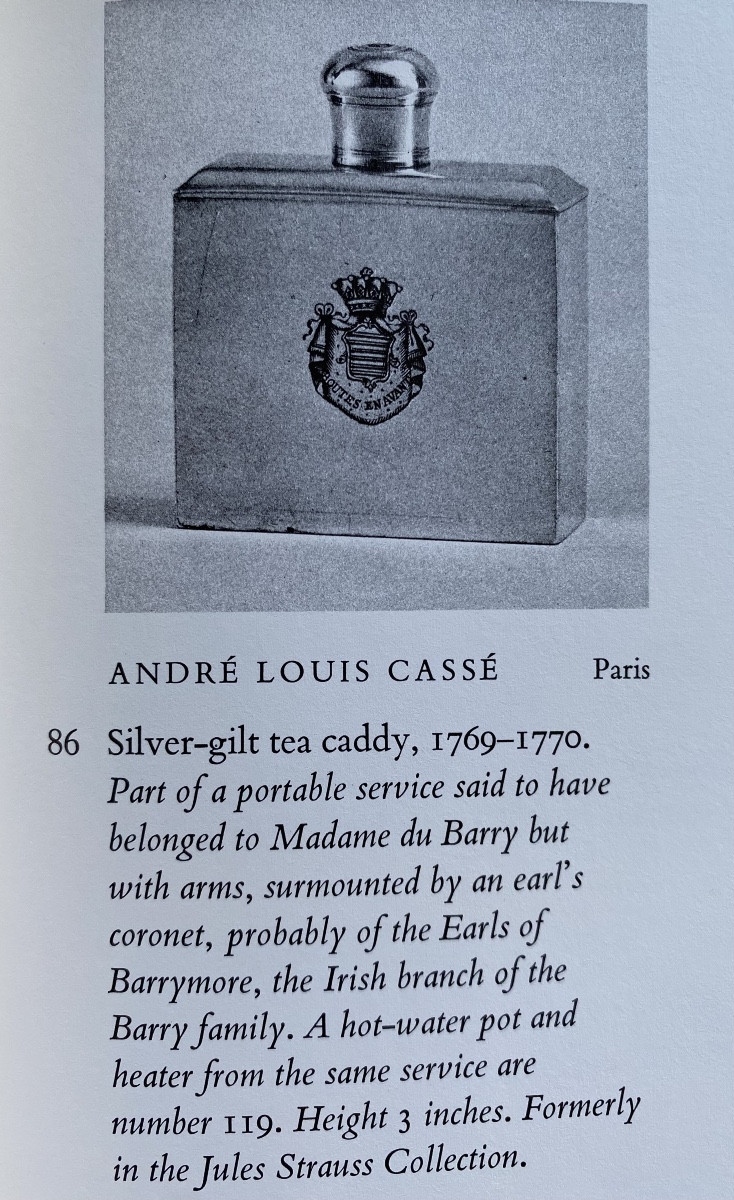 BOUTES EN AVANT
ANDRÉ LOUIS CASSÉ Paris
86 Silver-gilt tea caddy, 1769–1770.
Part of a portable service said to have
belonged to Madame du Barry but
with arms, surmounted by an earl's
coronet, probably of the Earls of
Barrymore, the Irish branch of the
Barry family. A hot-water pot and
heater from the same service are
number 119. Height 3 inches. Formerly
in the Jules Strauss Collection.